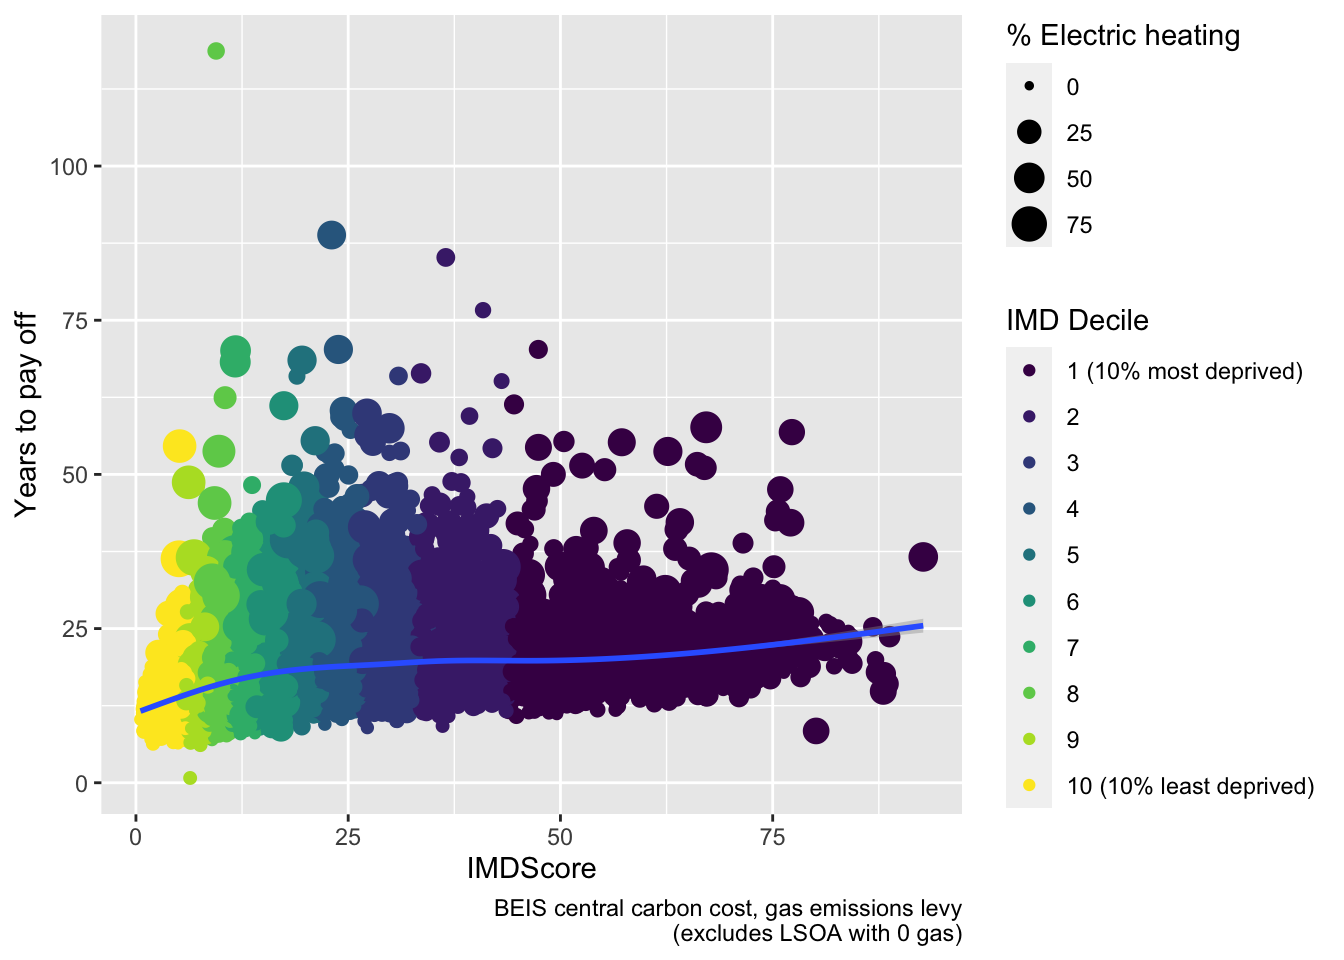 % Electric heating
0
25
50
75
IMD Decile
1 (10% most deprived)
2
3
4
5
6
7
8
9
10 (10% least deprived)
Years to pay off
100
75
50
25
0
0
25
50
75
IMDScore
BEIS central carbon cost, gas emissions levy
(excludes LSOA with 0 gas)